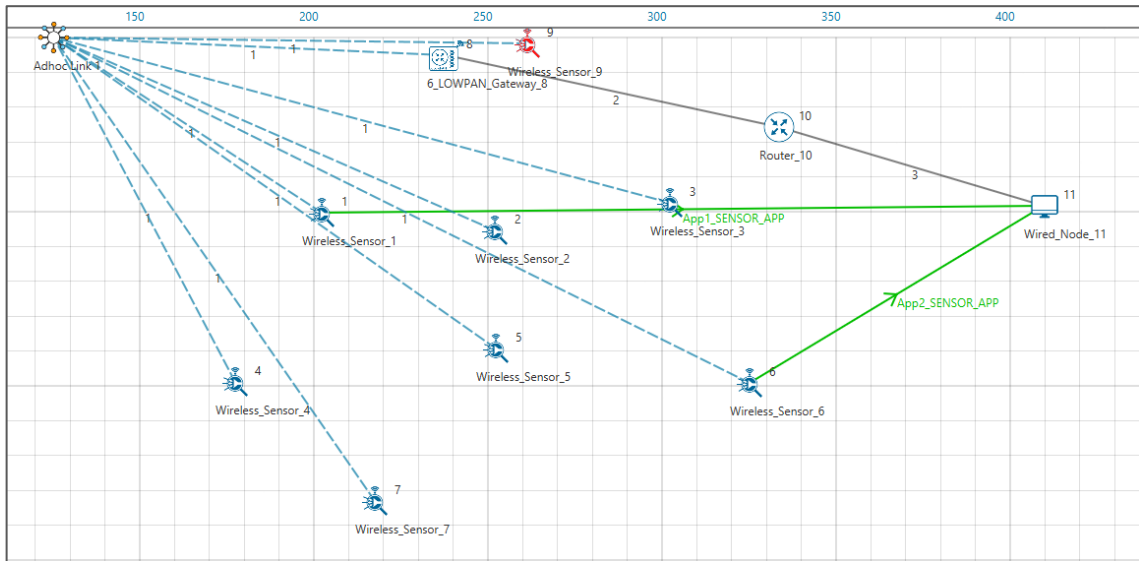 150
200
250
300
350
400
9
8
1
1
1
Adhoc Link 1
Wireless_Sensor_9
6_LOWPAN_Gateway_8
2
10
Router_10
1
1
1
3
3
1
1
1
2
11
App1_SENSOR_APP
Wireless_Sensor_1
Wireless_Sensor_3
Wired_Node_11
1
Wireless_Sensor_2
1
App2_SENSOR_APP
5
4
6
Wireless_Sensor_5
Wireless_Sensor_4
Wireless_Sensor_6
7
Wireless_Sensor_7